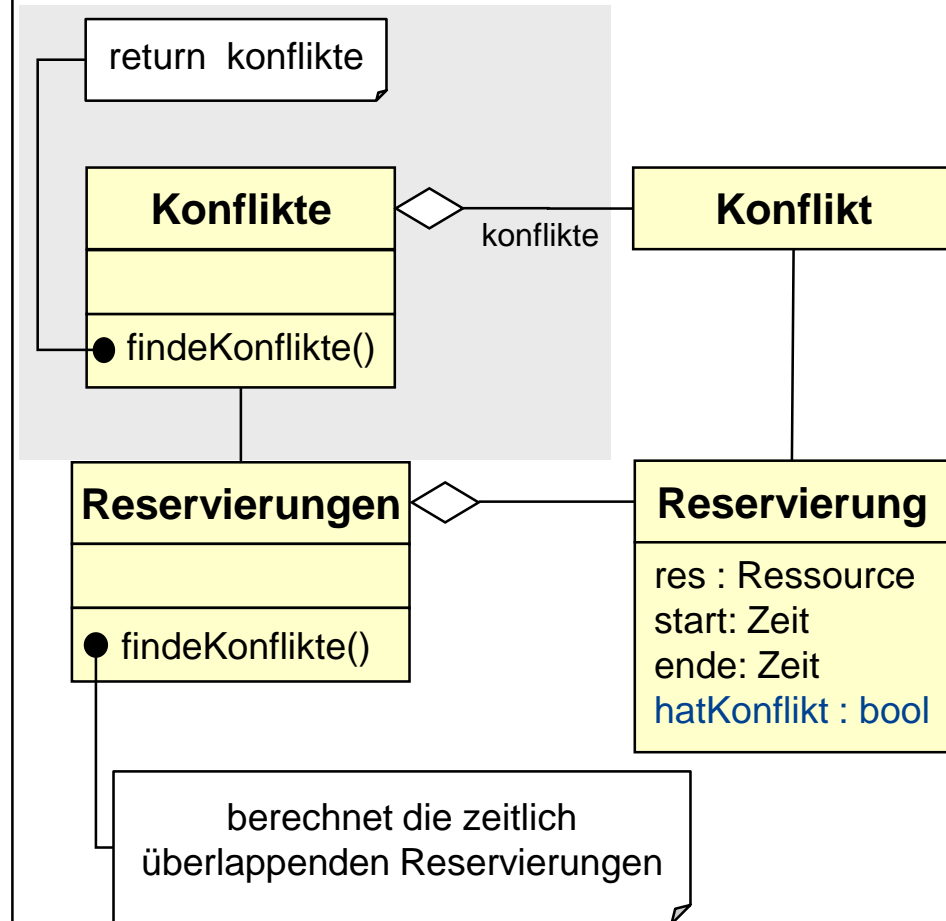 return konflikte
Konflikte
konflikte
Konflikt
findeKonflikte()
Reservierungen
findeKonflikte()
Reservierung
res : Ressource
start: Zeit
ende: Zeit
hatKonflikt : bool
berechnet die zeitlich
überlappenden Reservierungen